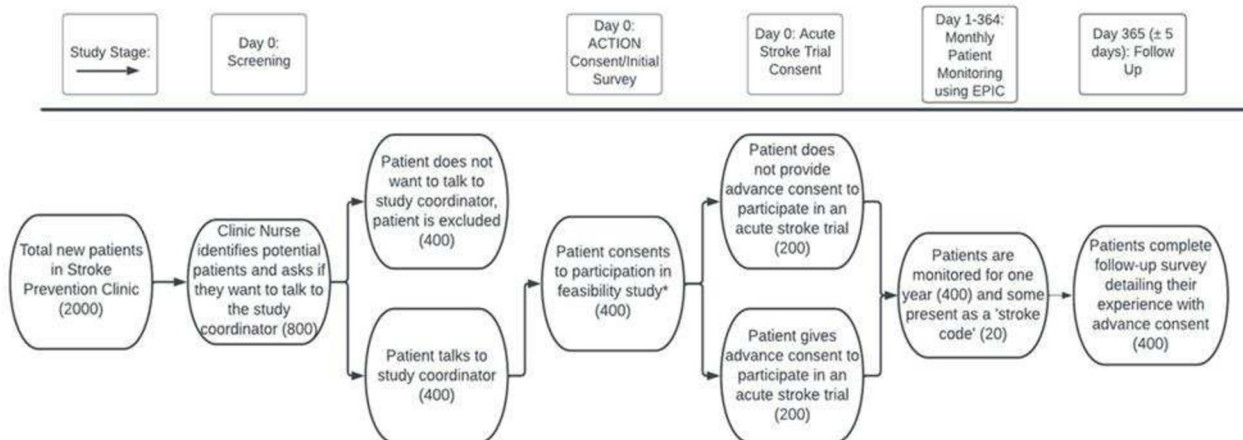 Study Stage:
Day 0:
Screening
Day 0:
ACTION
Consent/Initial
Survey
Day 0: Acute
Stroke Trial
Consent
Day 1-364:
Monthly
Patient
Monitoring
using EPIC
Day 365 (± 5
days): Follow
Up
Total new patients
in Stroke
Prevention Clinic
(2000)
Clinic Nurse
identifies potential
patients and asks if
they want to talk to
the study
coordinator (800)
Patient does not
want to talk to
study coordinator,
patient is excluded
(400)
Patient talks to
study coordinator
(400)
Patient consents
to participation in
feasibility study*
(400)
Patient does
not provide
advance consent to
participate in an
acute stroke trial
(200)
Patient gives
advance consent to
participate in an
acute stroke trial
(200)
Patients are
monitored for one
year (400) and some
present as a 'stroke
code' (20)
Patients complete
follow-up survey
detailing their
experience with
advance consent
(400)